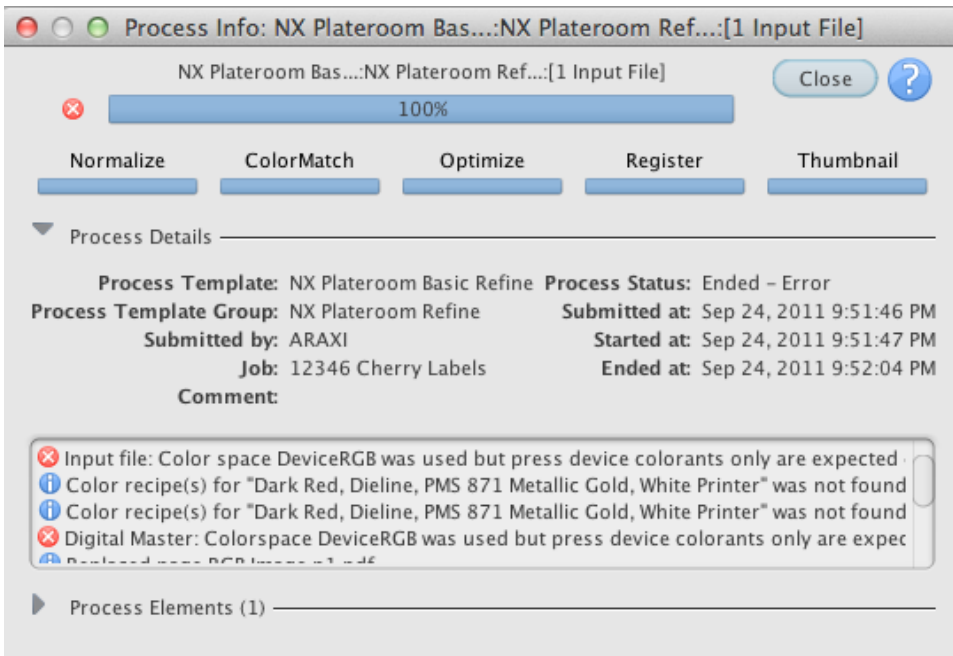 Process Info: NX Plateroom Bas...:NX Plateroom Ref...:[1 Input File]
NX Plateroom Bas...:NX Plateroom Ref...:[1 Input File]
Close
?
100%
Normalize ColorMatch Optimize Register Thumbnail
Process Details
Process Template: NX Plateroom Basic Refine Process Status: Ended – Error
Process Template Group: NX Plateroom Refine Submitted at: Sep 24, 2011 9:51:46 PM
Submitted by: ARAXI Started at: Sep 24, 2011 9:51:47 PM
Job: 12346 Cherry Labels Ended at: Sep 24, 2011 9:52:04 PM
Comment:
Input file: Color space DeviceRGB was used but press device colorants only are expected
Color recipe(s) for "Dark Red, Dieline, PMS 871 Metallic Gold, White Printer" was not found
Color recipe(s) for "Dark Red, Dieline, PMS 871 Metallic Gold, White Printer" was not found
Digital Master: Colorspace DeviceRGB was used but press device colorants only are expec
Replaced page RGB Image.p1.pdf
Process Elements (1)